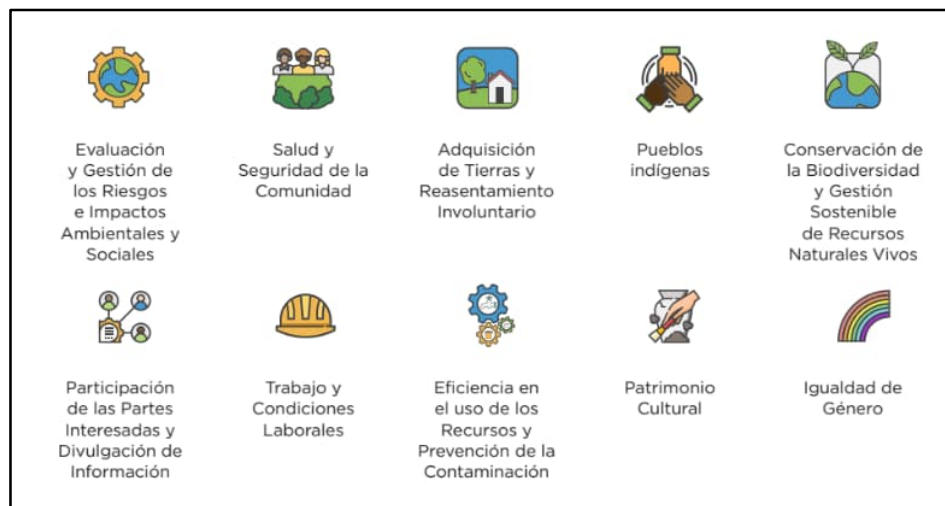 Evaluación
y Gestión de
los Riesgos
e Impactos
Ambientales y
Sociales
Salud y
Seguridad de la
Comunidad
Adquisición
de Tierras y
Reasentamiento
Involuntario
Pueblos
indígenas
Conservación de
la Biodiversidad
y Gestión
Sostenible
de Recursos
Naturales Vivos
Participación
de las Partes
Interesadas y
Divulgación de
Información
Trabajo y
Condiciones
Laborales
Eficiencia en
el uso de los
Recursos y
Prevención de la
Contaminación
Patrimonio
Cultural
Igualdad de
Género